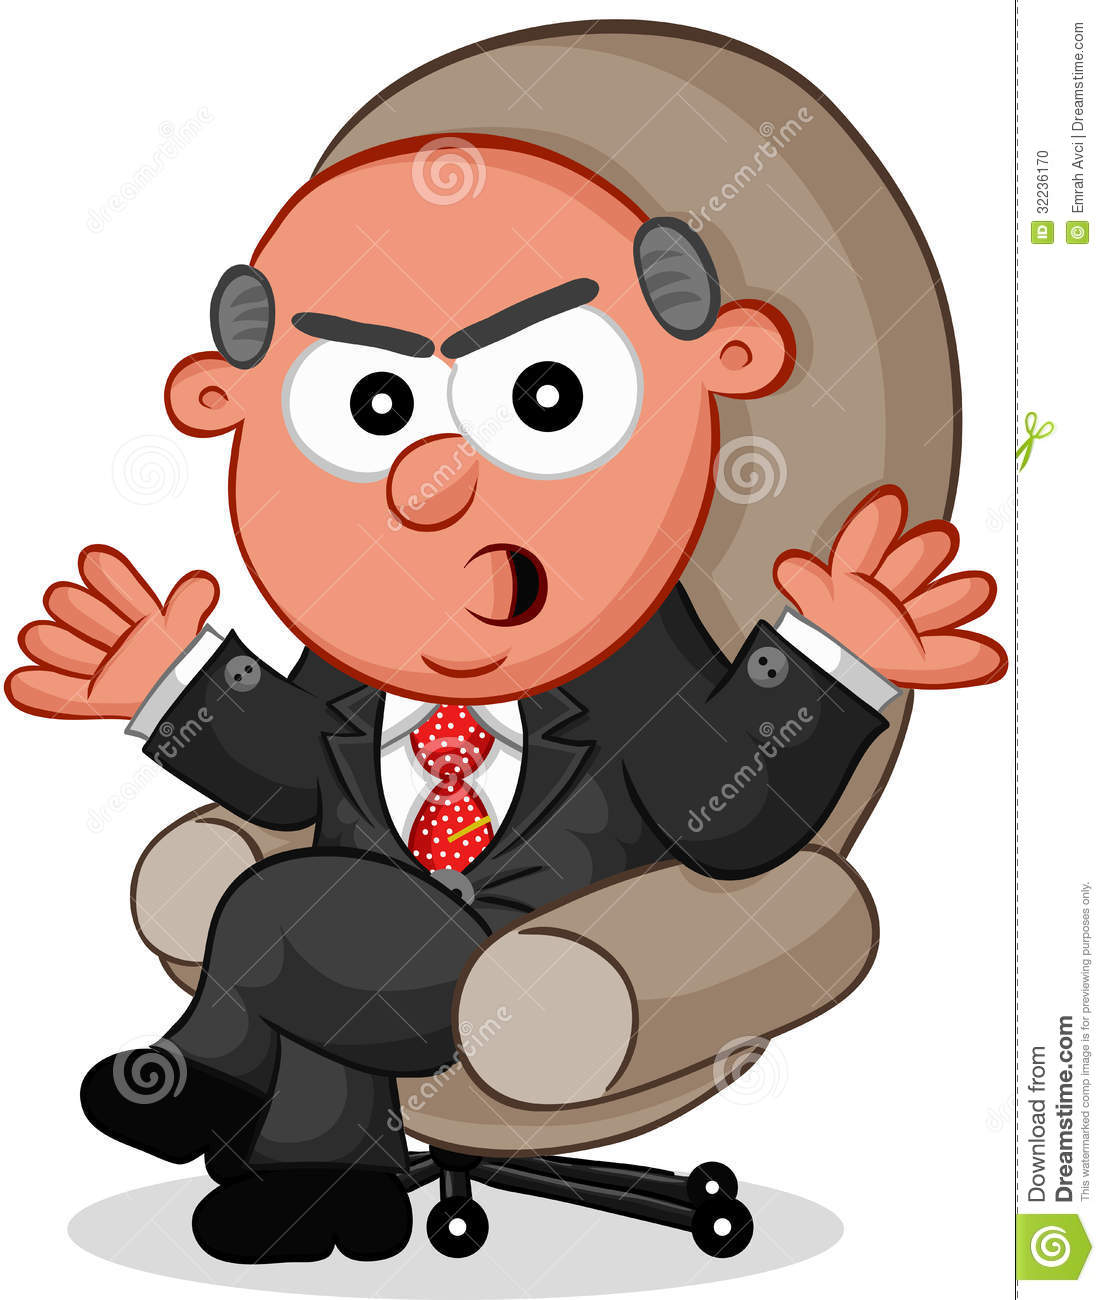 dreamstime
dreamstime
dreamstime
dreamstime
dreamstime
ID 32236170
© Emrah Avci | Dreamstime.com
Download from
Dreamstime.com
This watermarked comp image is for previewing purposes only.